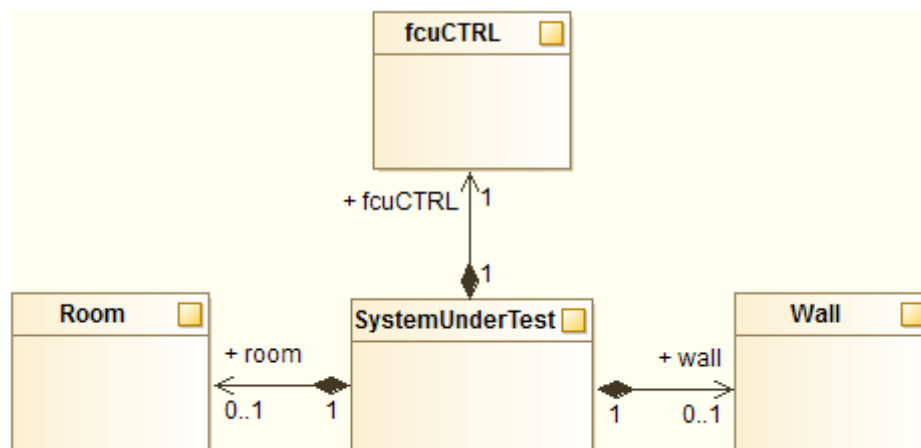 fcuCTRL
+ fcuCTRL
1
1
Room
SystemUnderTest
Wall
+ room
0..1
1
+ wall
1
0..1